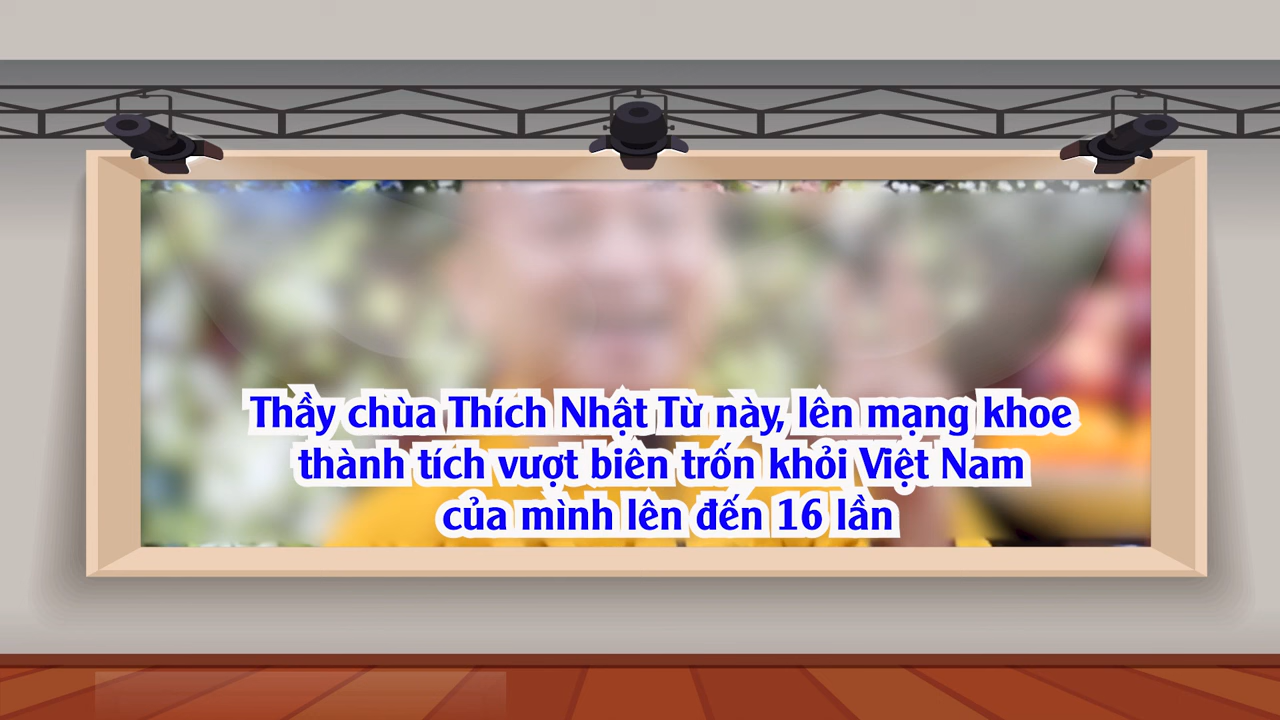 Thầy chùa Thích Nhật Từ này, lên mạng khoe
thành tích vượt biên trốn khỏi Việt Nam
của mình lên đến 16 lần